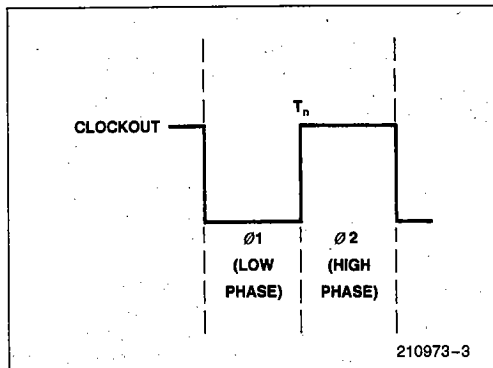 Tn
CLOCKOUT
Ø1 Ø2
(LOW (HIGH
PHASE) PHASE)
210973–3